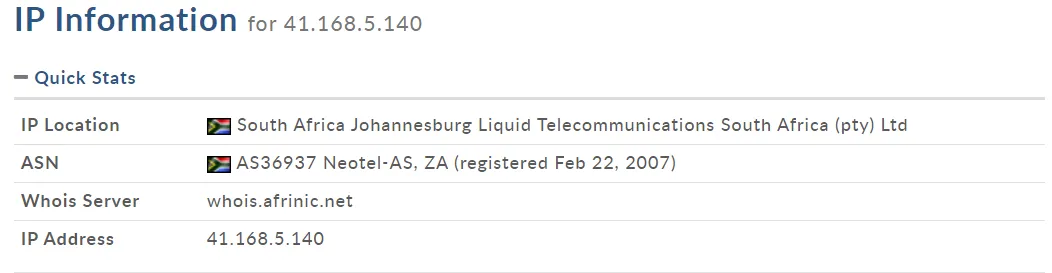 IP Information for 41.168.5.140
Quick Stats
IP Location South Africa Johannesburg Liquid Telecommunications South Africa (pty) Ltd
ASN AS36937 Neotel-AS, ZA (registered Feb 22, 2007)
Whois Server whois.afrinic.net
IP Address 41.168.5.140